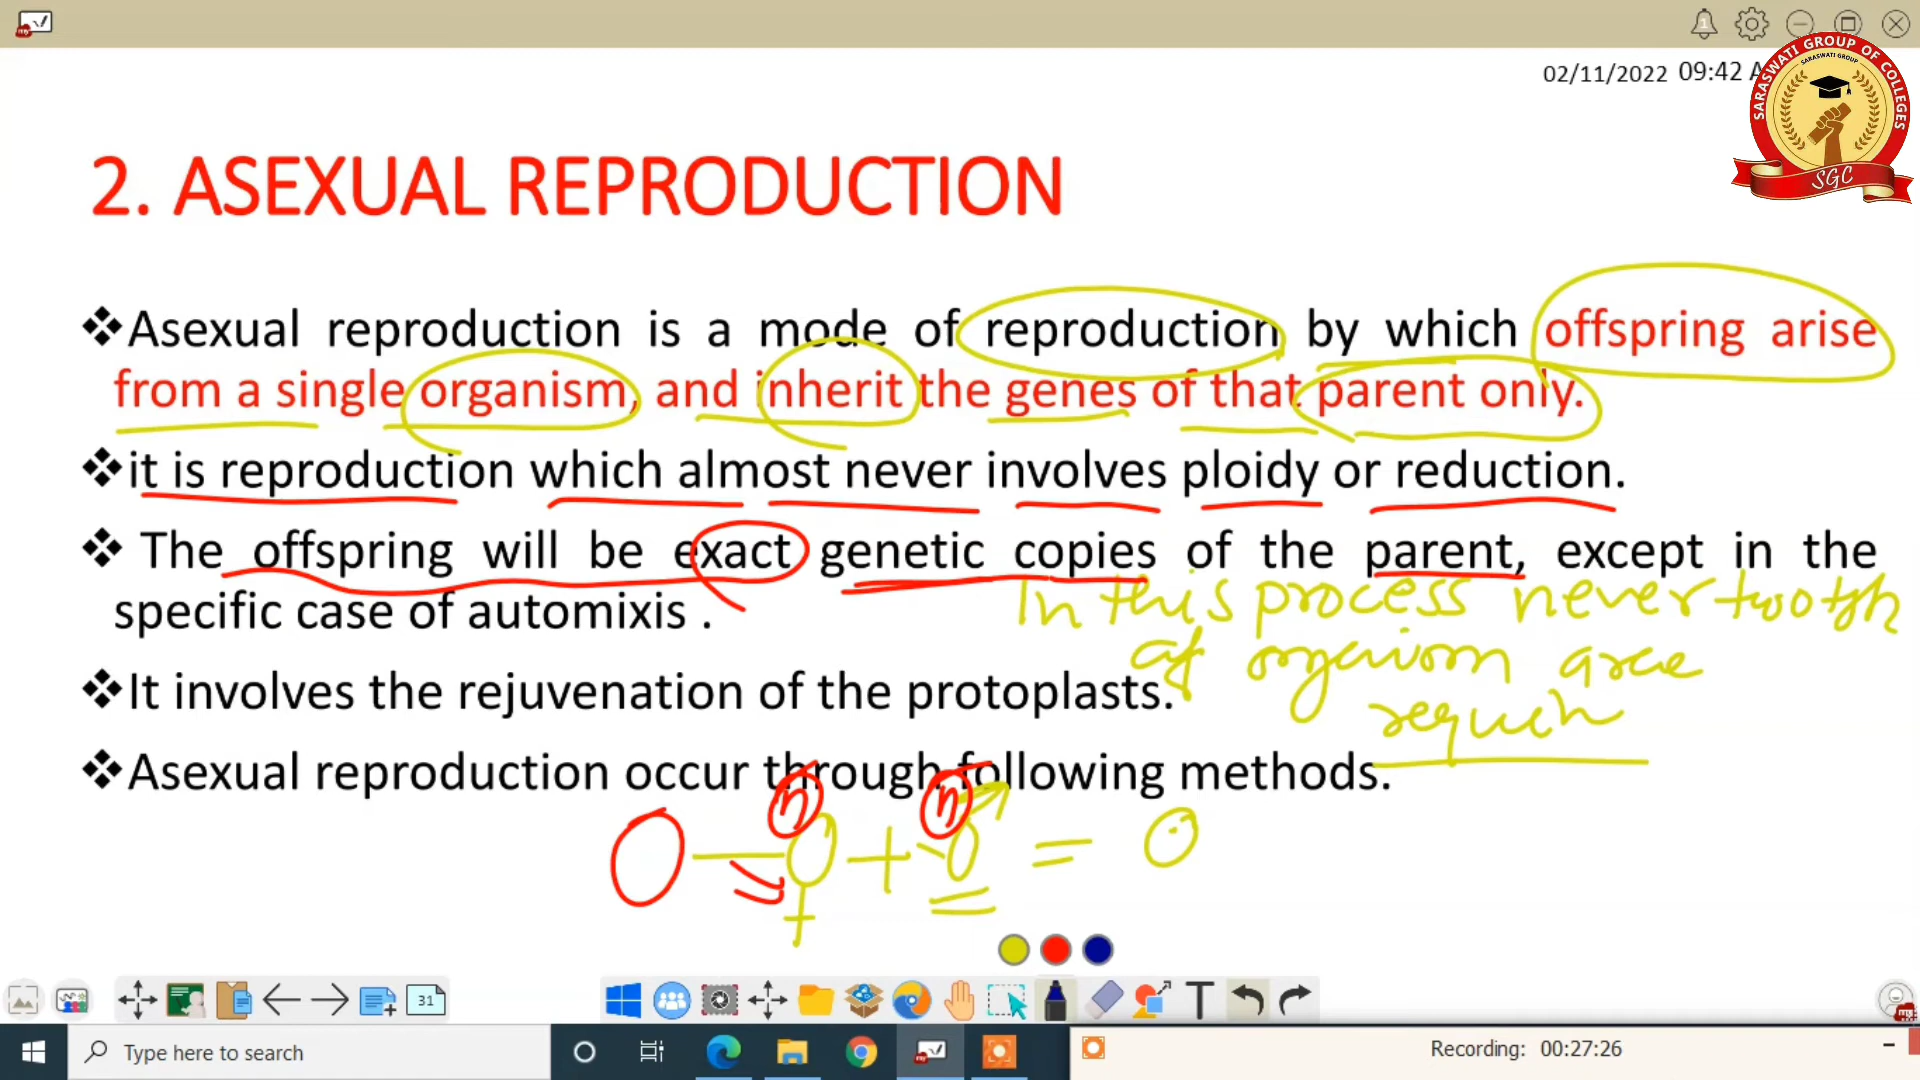 02/11/2022 09:42 A
SARASWATI GROUP OF COLLEGES
SARASWATI GROUP
SGC
2. ASEXUAL REPRODUCTION
❖Asexual reproduction is a mode of reproduction by which offspring arise
from a single organism, and inherit the genes of that parent only.
❖it is reproduction which almost never involves ploidy or reduction.
❖ The offspring will be exact genetic copies of the parent, except in the
specific case of automixis .
In this process never two
of organism are
❖It involves the rejuvenation of the protoplasts.
❖Asexual reproduction occur through following methods.
n n
+ =
31
T
Type here to search
Recording: 00:27:26